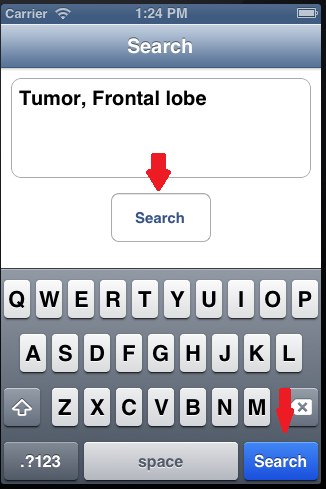 Carrier 1:24 PM
Search
Tumor, Frontal lobe
Search
Q W E R T Y U I O P
A S D F G H J K L
Z X C V B N M
.?123 space Search